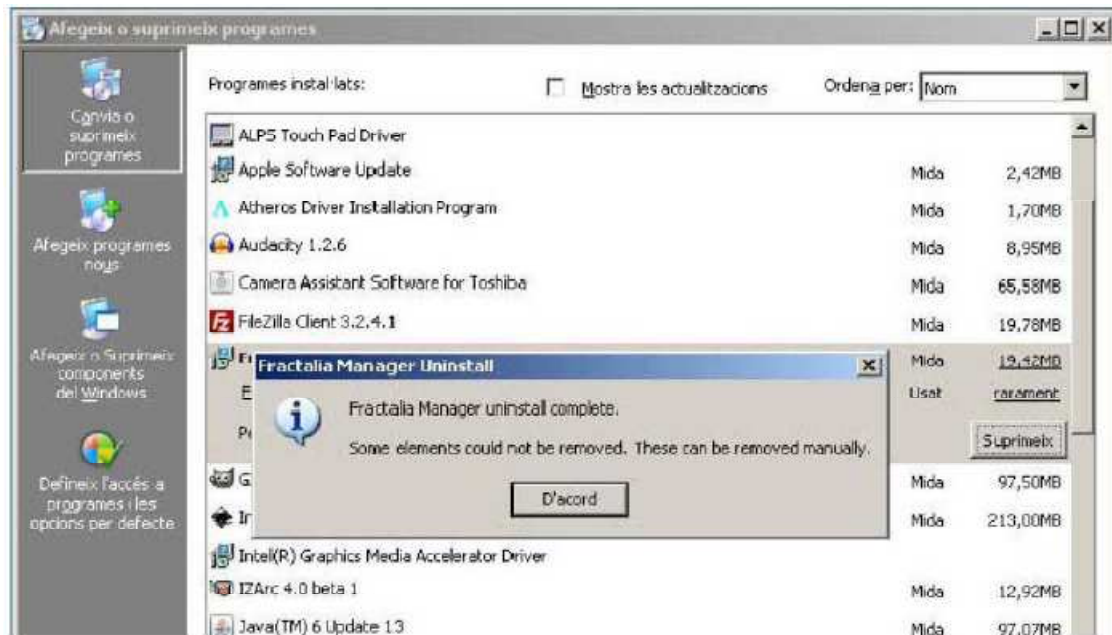 Afegeix o suprimeix programes
Canvia o
suprimeix
programes
Afegeix programes
nous
Afegeix o Suprimeix
components
del Windows
Defineix l'accés a
programes i les
opcions per defecte
Programes instal·lats:
Mostra les actualitzacions
Ordena per: Nom
ALPS Touch Pad Driver
Apple Software Update Mida 2,42MB
Atheros Driver Installation Program Mida 1,70MB
Audacity 1.2.6 Mida 8,95MB
Camera Assistant Software for Toshiba Mida 65,58MB
FileZilla Client 3.2.4.1 Mida 19,78MB
Mida 19,42MB
Usat rarament
Suprimeix
Fractalia Manager Uninstall
Fractalia Manager uninstall complete.
Some elements could not be removed. These can be removed manually.
D'acord
Mida 97,50MB
Mida 213,00MB
Intel(R) Graphics Media Accelerator Driver
IZArc 4.0 beta 1 Mida 12,92MB
Java(TM) 6 Update 13 Mida 97,07MB